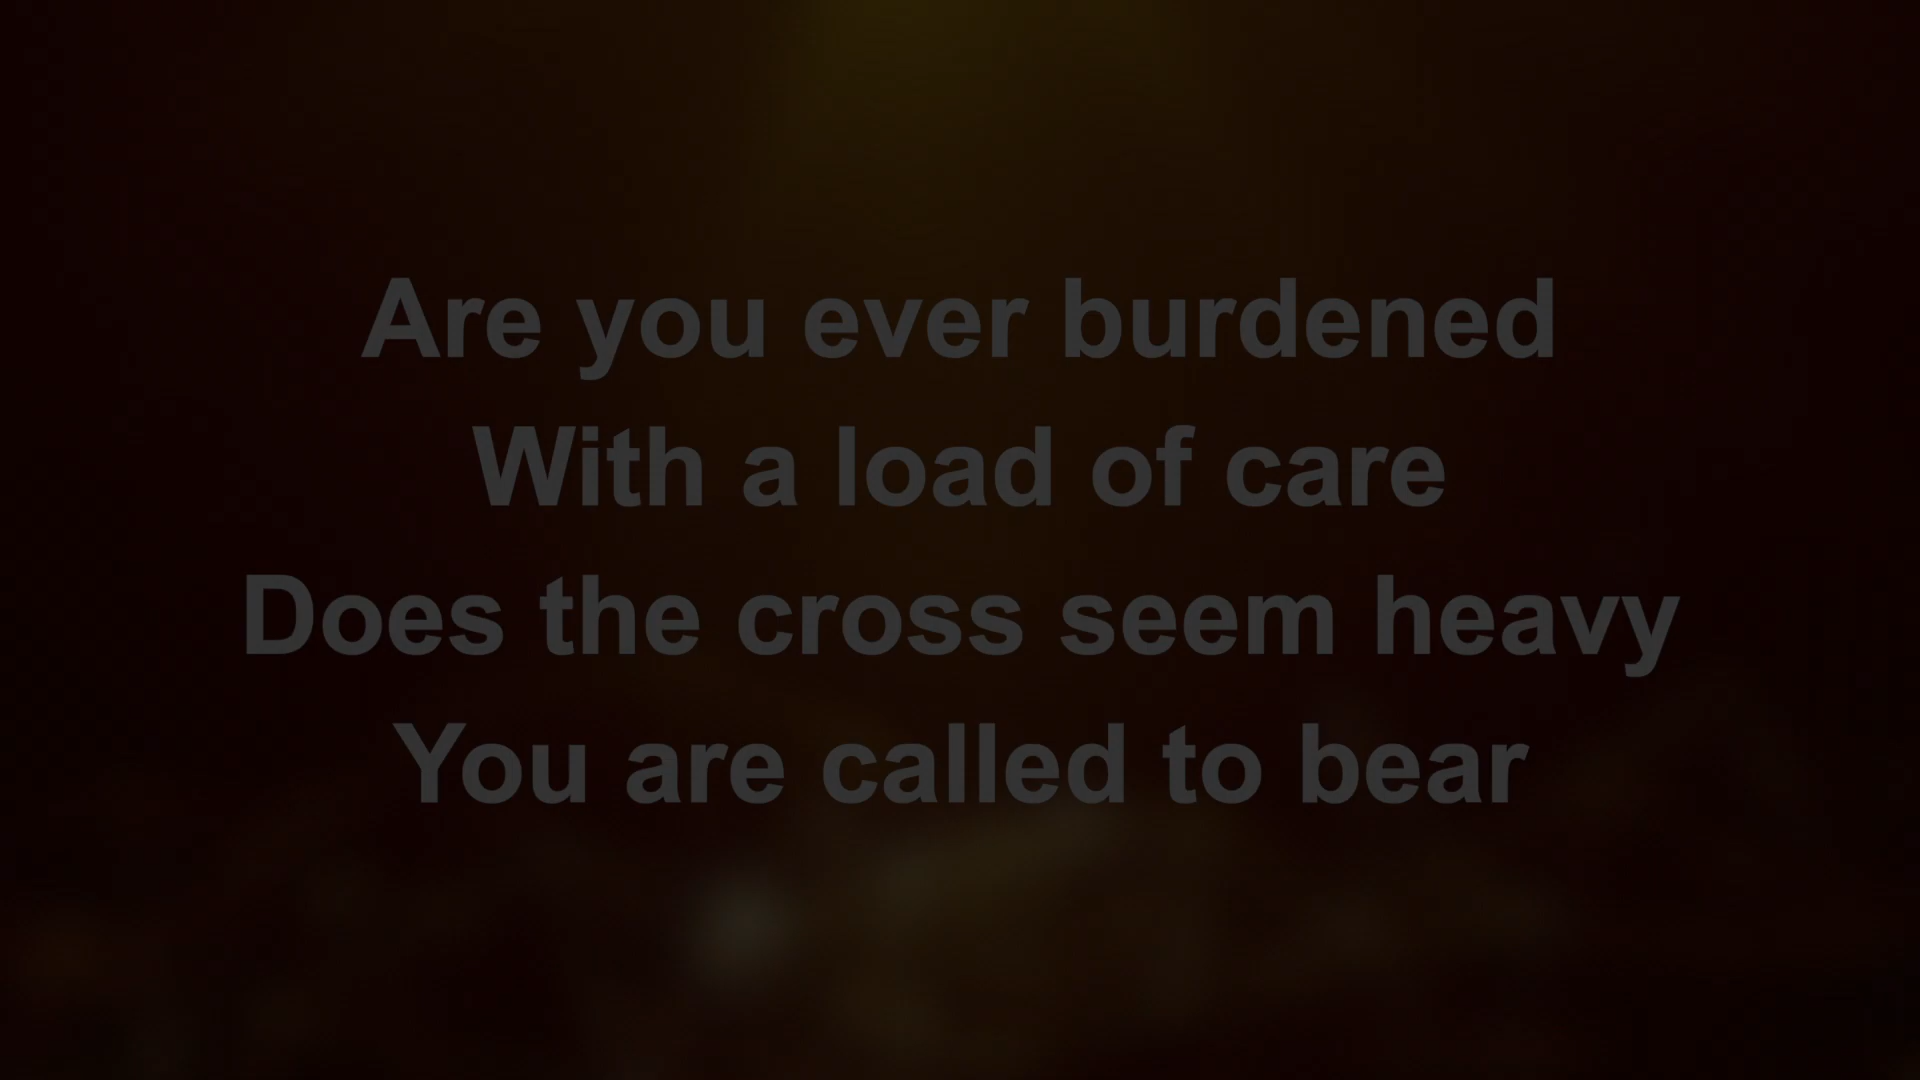 Are you ever burdened
With a load of care
Does the cross seem heavy
You are called to bear